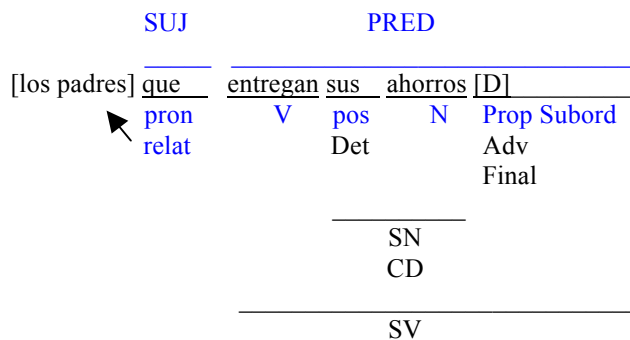 SUJ PRED
[los padres] que entregan sus ahorros [D]
pron V pos N Prop Subord
relat Det Adv
Final
SN
CD
SV